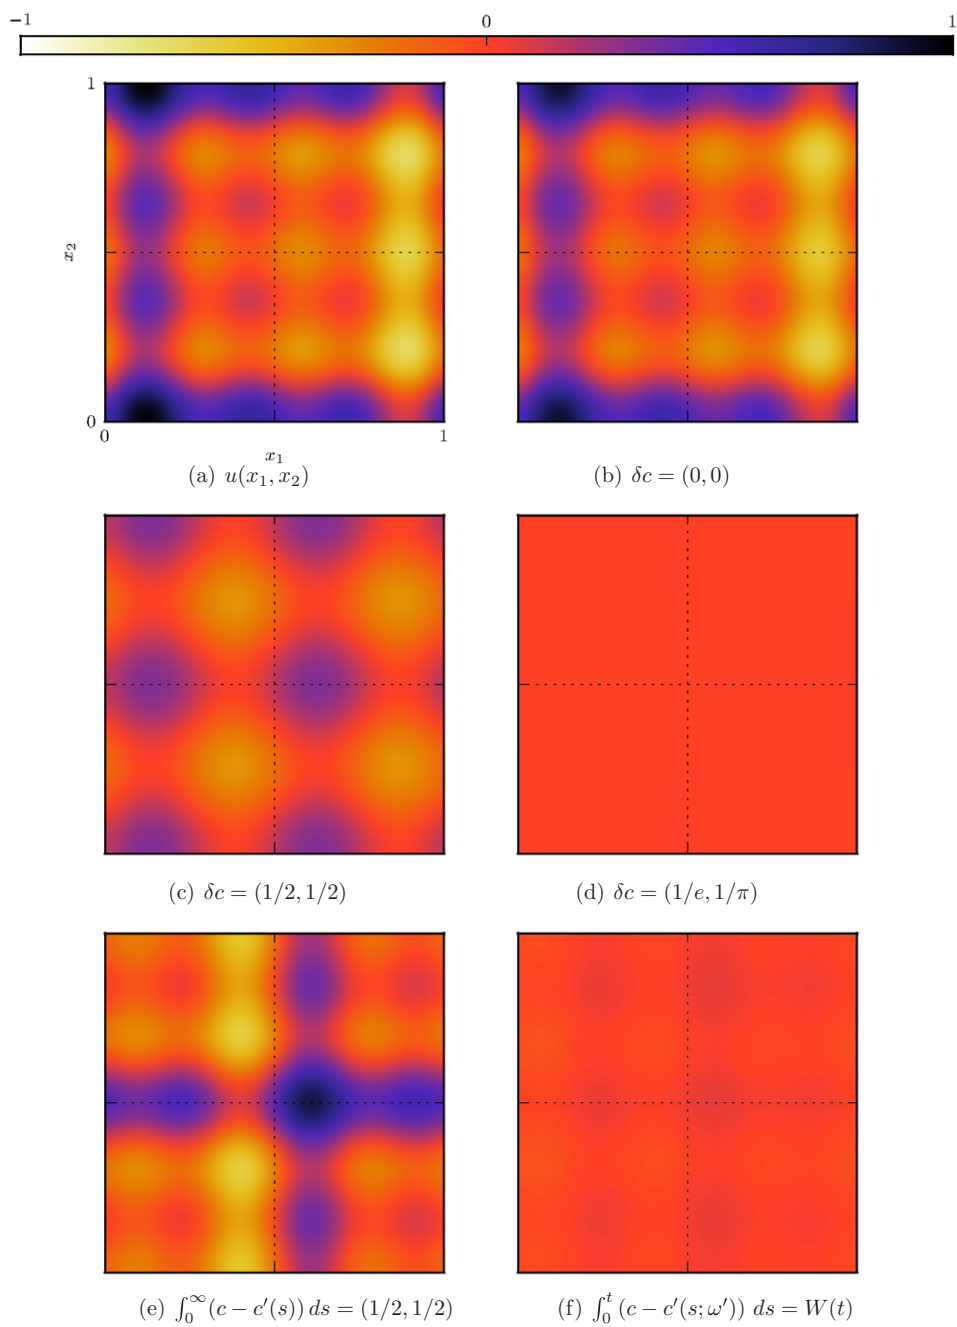 −1 0 1
1
x₂
0
0 1
x₁
(a) u(x₁, x₂)
(b) δc = (0, 0)
(c) δc = (1/2, 1/2)
(d) δc = (1/e, 1/π)
(e) ∫₀^∞ (c − c′(s)) ds = (1/2, 1/2)
(f) ∫₀^t (c − c′(s; ω′)) ds = W(t)